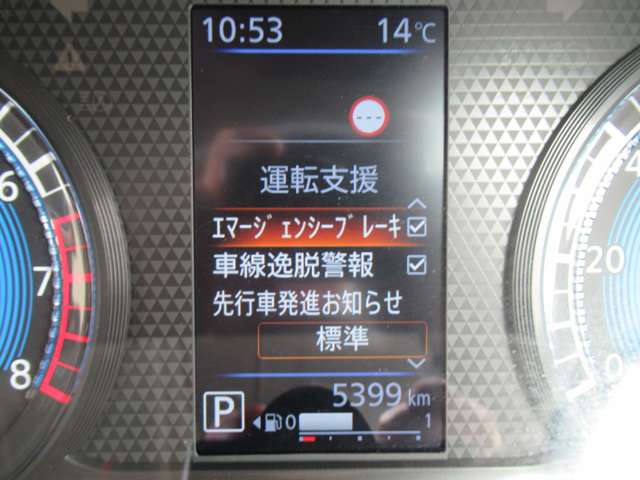 10:53 14℃
---
運転支援
ｴﾏｰｼﾞｪﾝｼｰﾌﾞﾚｰｷ
車線逸脱警報
先行車発進お知らせ
標準
5399 km
P
0 1
6
7
8
20
0